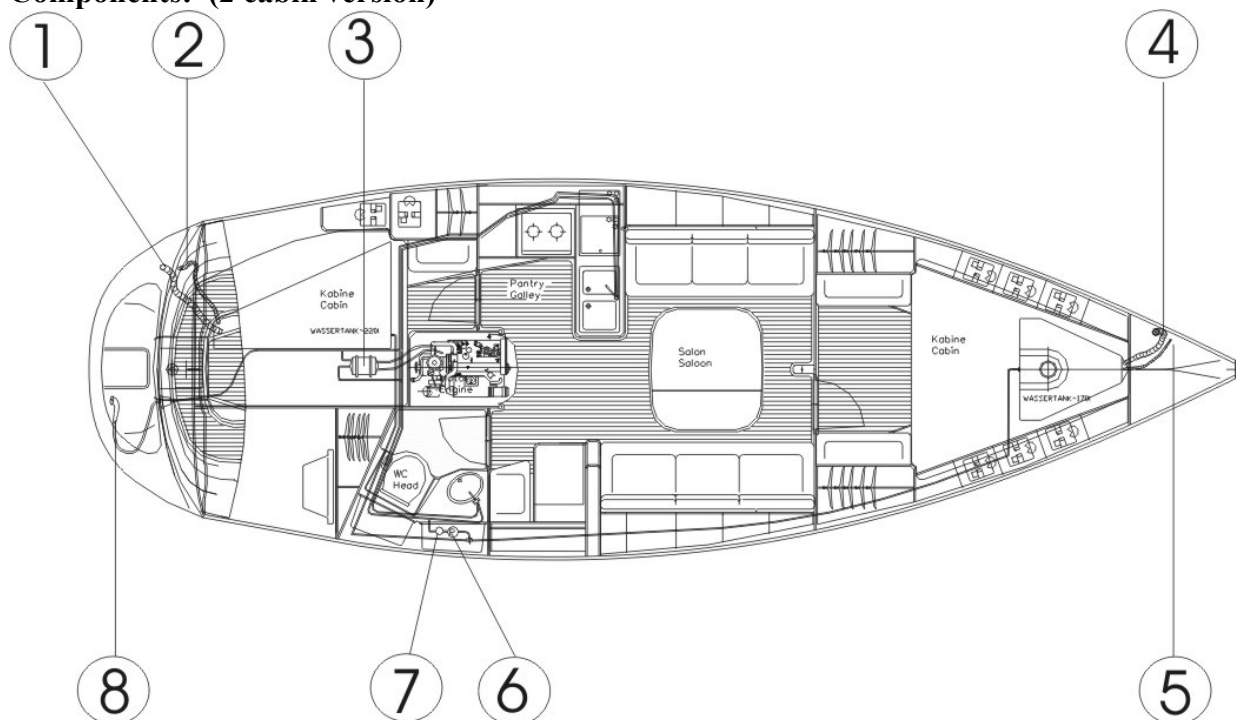 Components: (2 cabin version)
1
2
3
4
Kabine
Cabin
WASSERTANK-220l
Pantry
Galley
Salon
Saloon
Kabine
Cabin
WASSERTANK-170l
Engine
WC
Head
8
7
6
5